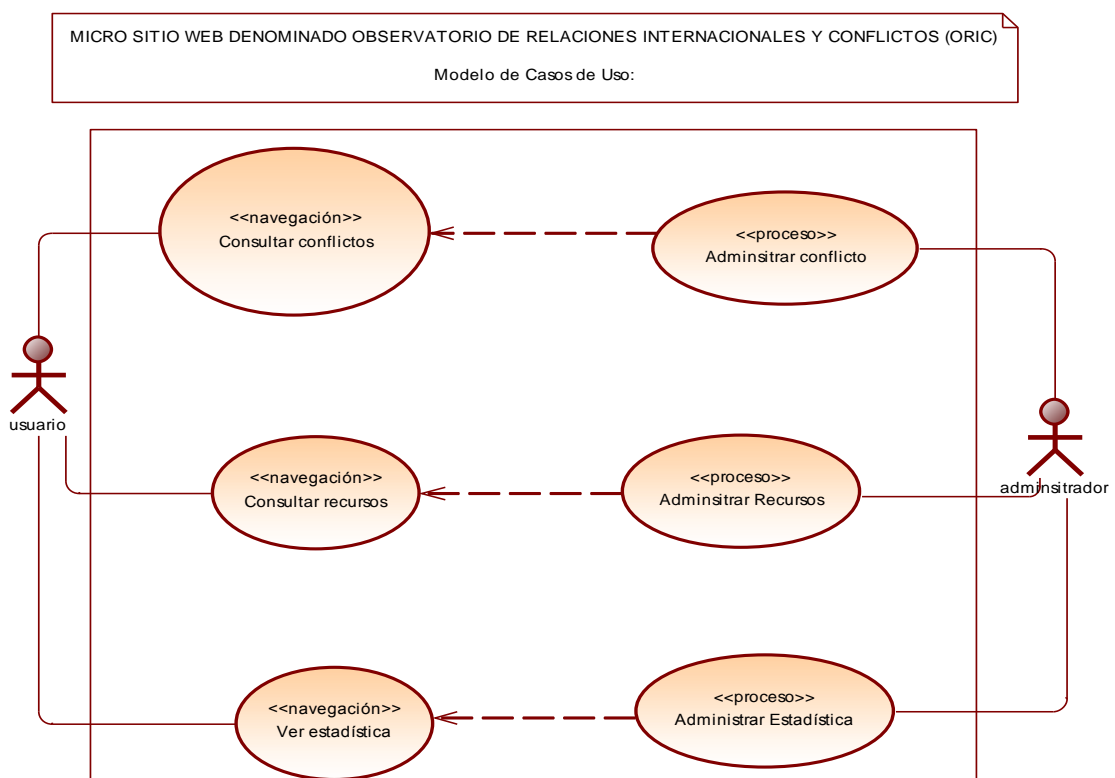 MICRO SITIO WEB DENOMINADO OBSERVATORIO DE RELACIONES INTERNACIONALES Y CONFLICTOS (ORIC)
Modelo de Casos de Uso:
<<navegación>>
Consultar conflictos
<<proceso>>
Adminsitrar conflicto
usuario
<<navegación>>
Consultar recursos
<<proceso>>
Adminsitrar Recursos
adminsitrador
<<navegación>>
Ver estadística
<<proceso>>
Administrar Estadística